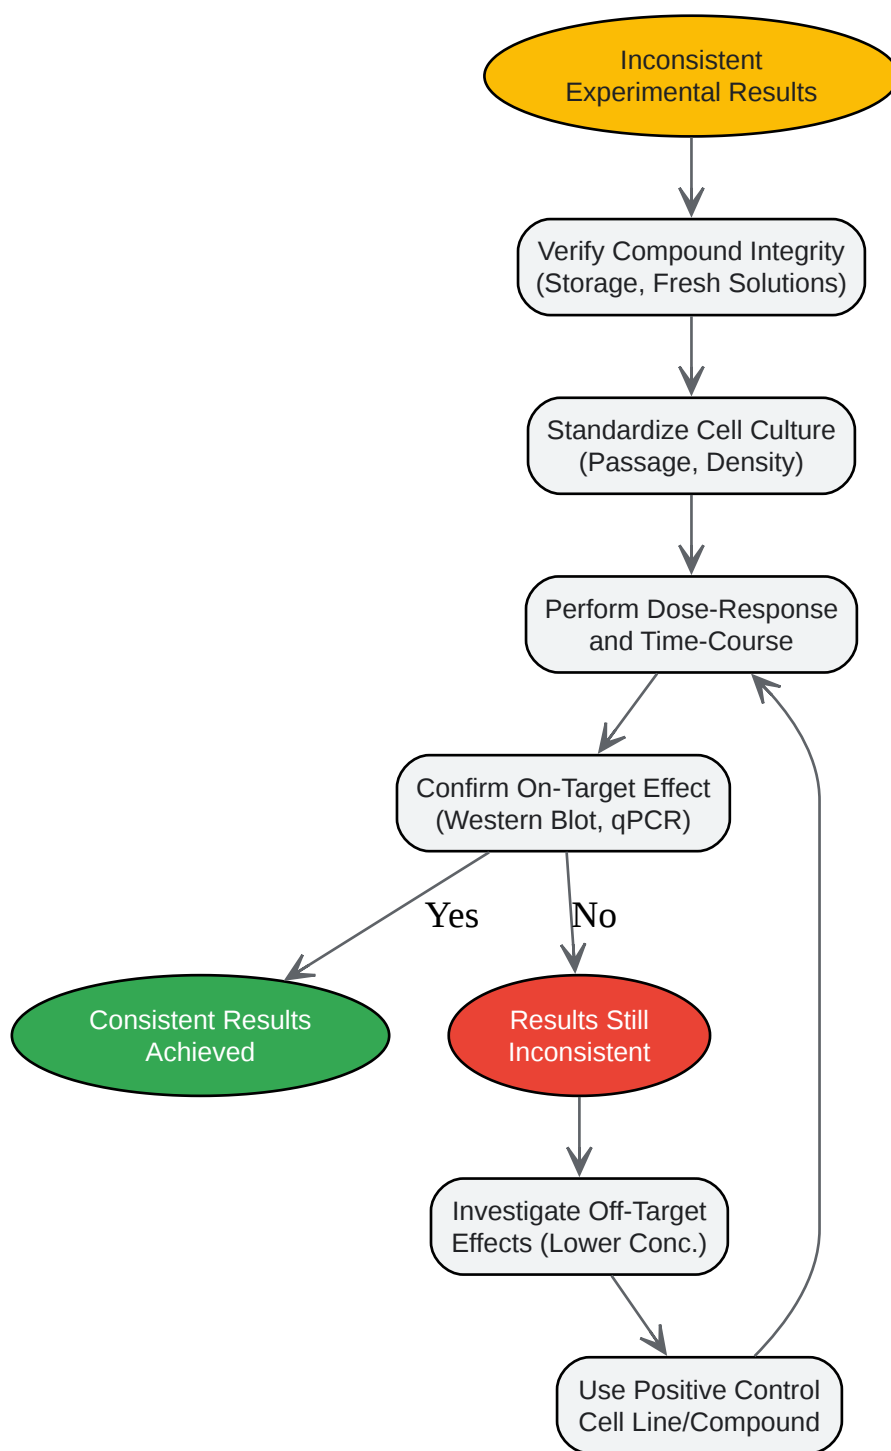 Inconsistent
Experimental Results
Verify Compound Integrity
(Storage, Fresh Solutions)
Standardize Cell Culture
(Passage, Density)
Perform Dose-Response
and Time-Course
Confirm On-Target Effect
(Western Blot, qPCR)
Yes
No
Consistent Results
Achieved
Results Still
Inconsistent
Investigate Off-Target
Effects (Lower Conc.)
Use Positive Control
Cell Line/Compound